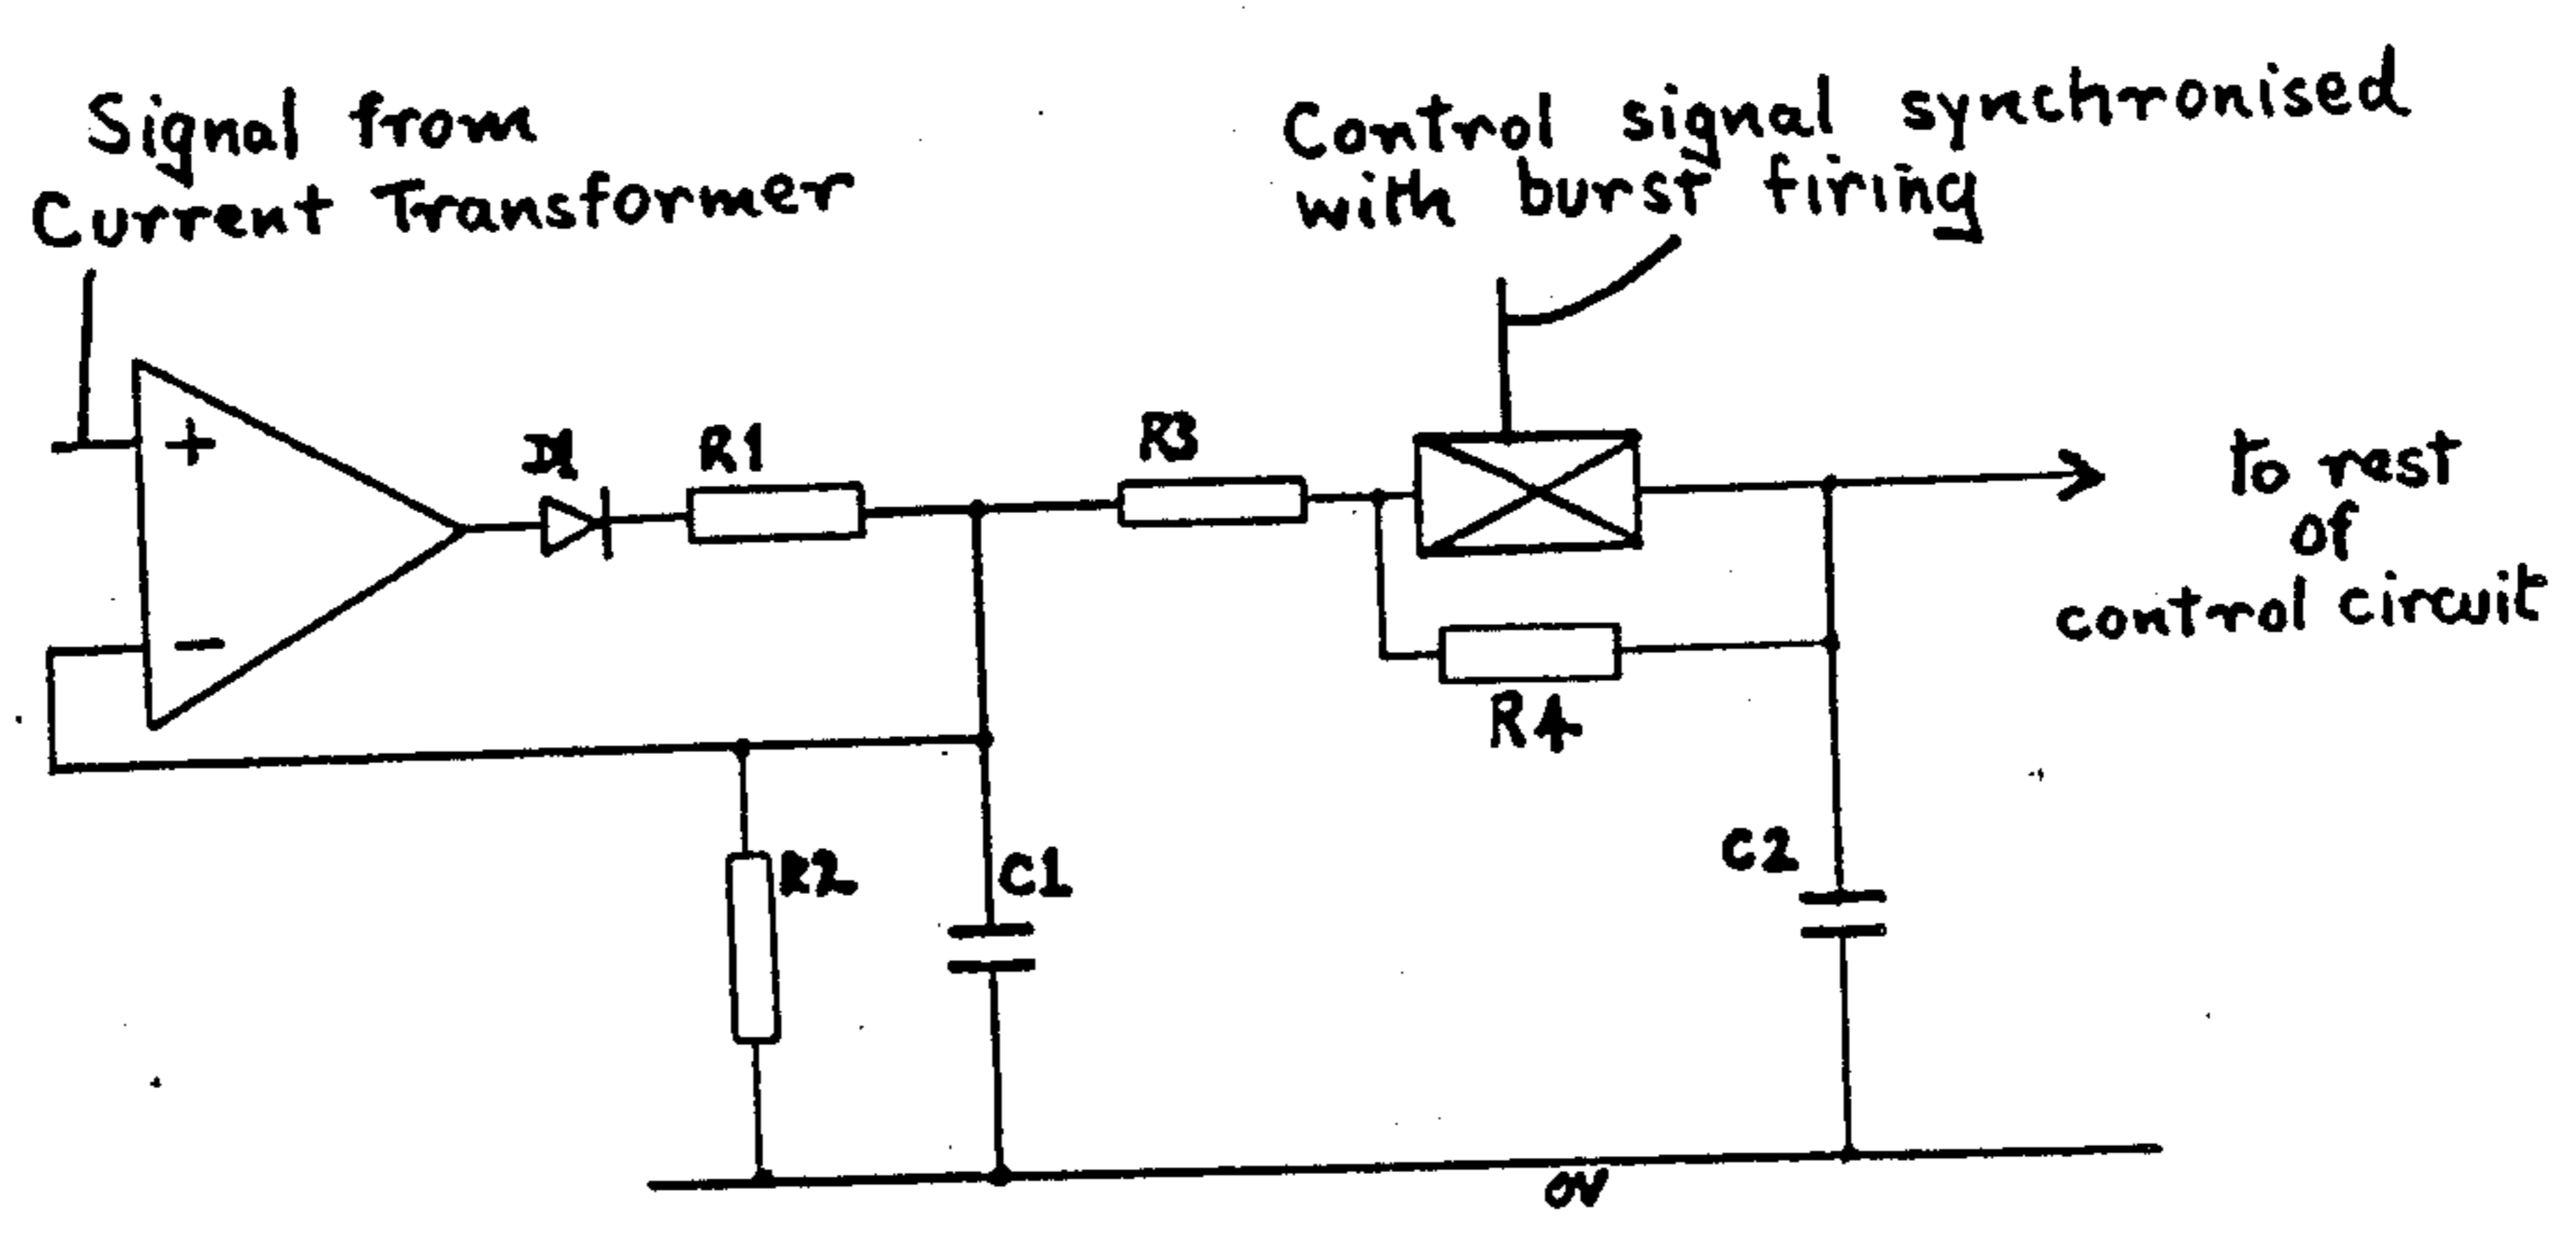 Signal from
Current Transformer
Control signal synchronised
with burst firing
+
D1
R1
R3
to rest
of
control circuit
−
R4
R2
C1
C2
0V